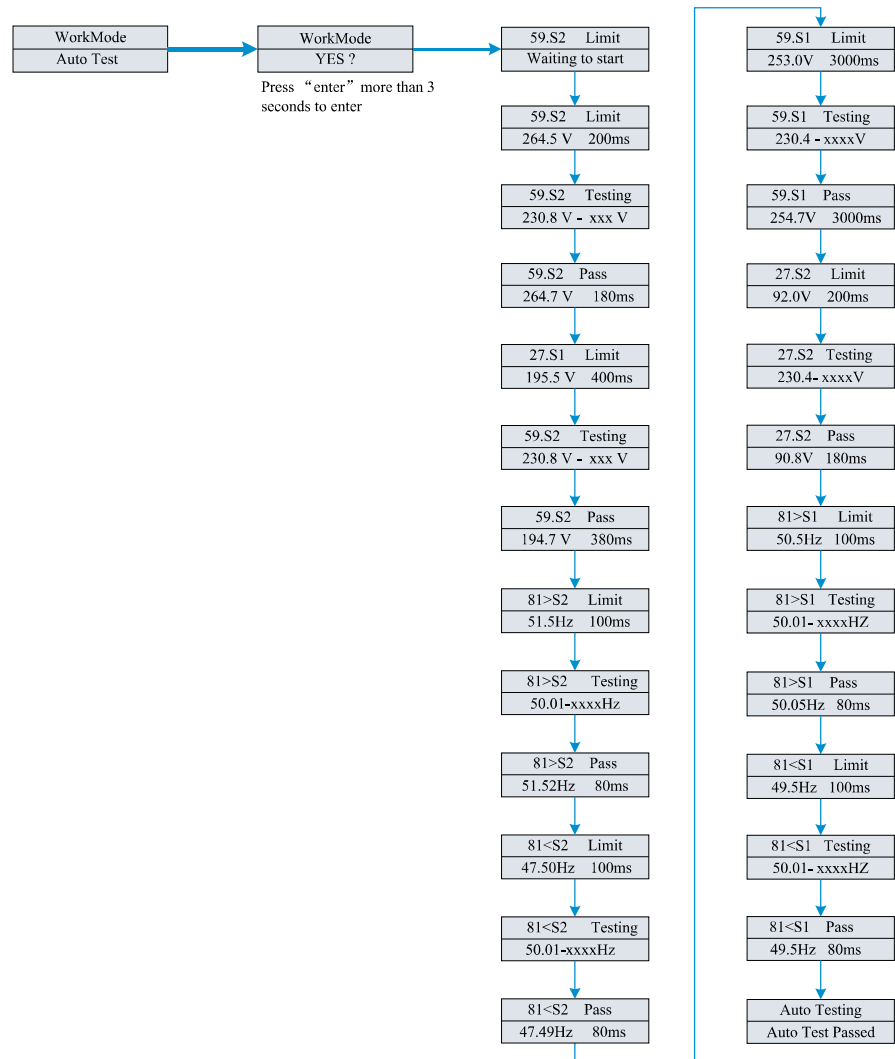 WorkMode
Auto Test
WorkMode
YES ?
Press “enter” more than 3
seconds to enter
59.S2 Limit
Waiting to start
59.S2 Limit
264.5 V 200ms
59.S2 Testing
230.8 V - xxx V
59.S2 Pass
264.7 V 180ms
27.S1 Limit
195.5 V 400ms
59.S2 Testing
230.8 V - xxx V
59.S2 Pass
194.7 V 380ms
81>S2 Limit
51.5Hz 100ms
81>S2 Testing
50.01-xxxxHz
81>S2 Pass
51.52Hz 80ms
81<S2 Limit
47.50Hz 100ms
81<S2 Testing
50.01-xxxxHz
81<S2 Pass
47.49Hz 80ms
59.S1 Limit
253.0V 3000ms
59.S1 Testing
230.4 - xxxxV
59.S1 Pass
254.7V 3000ms
27.S2 Limit
92.0V 200ms
27.S2 Testing
230.4- xxxxV
27.S2 Pass
90.8V 180ms
81>S1 Limit
50.5Hz 100ms
81>S1 Testing
50.01- xxxxHZ
81>S1 Pass
50.05Hz 80ms
81<S1 Limit
49.5Hz 100ms
81<S1 Testing
50.01- xxxxHZ
81<S1 Pass
49.5Hz 80ms
Auto Testing
Auto Test Passed